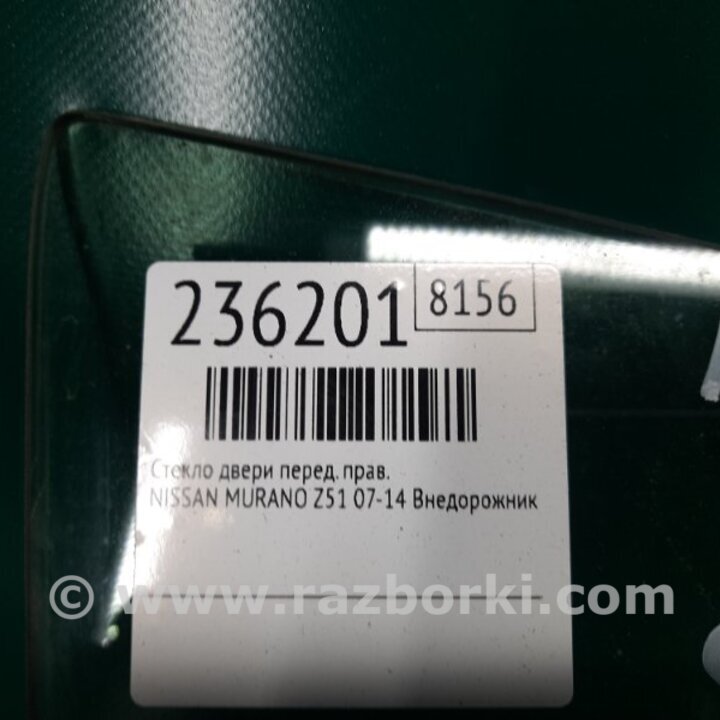 236201 8156
Стекло двери перед. прав.
NISSAN MURANO Z51 07-14 Внедорожник
© www.razborki.com